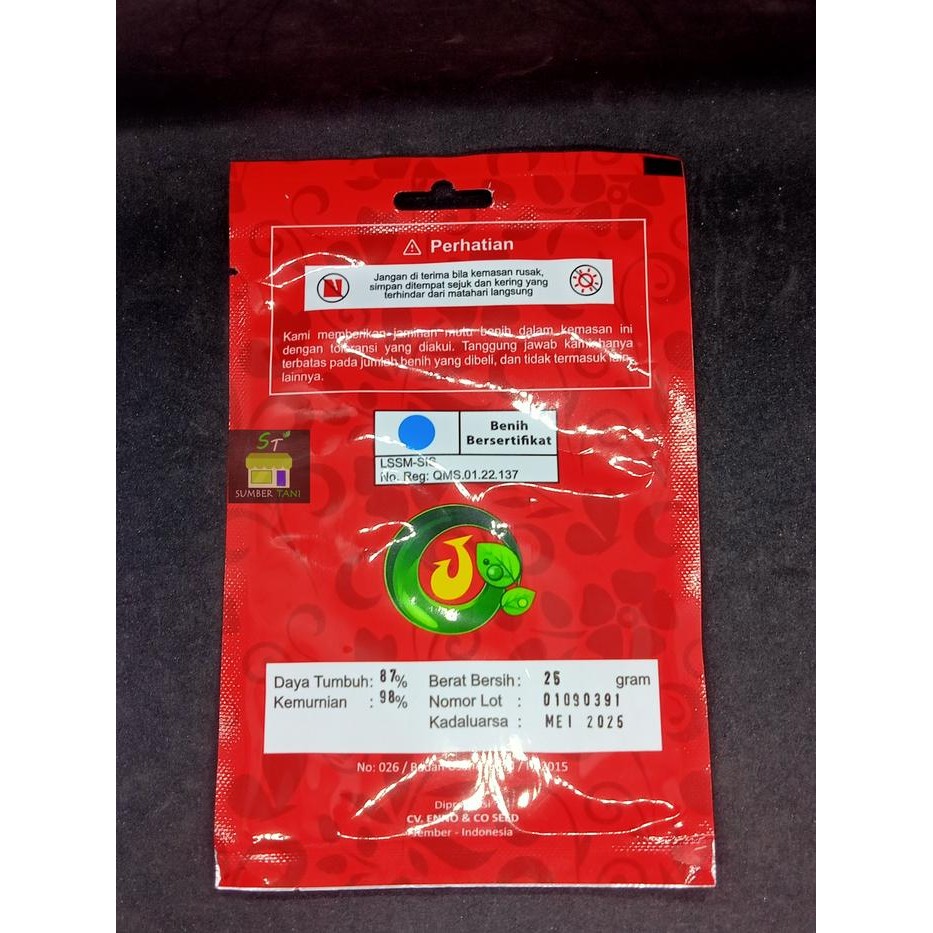 Perhatian
Jangan di terima bila kemasan rusak,
simpan ditempat sejuk dan kering yang
terhindar dari matahari langsung
Kami memberikan jaminan mutu benih dalam kemasan ini
dengan toleransi yang diakui. Tanggung jawab kami hanya
terbatas pada jumlah benih yang dibeli, dan tidak termasuk
lainnya.
Benih
Bersertifikat
LSSM-SIS
No. Reg: QMS.01.22.137
ST
SUMBER TANI
Daya Tumbuh: 87% Berat Bersih: 25 gram
Kemurnian : 98% Nomor Lot : 01090391
Kadaluarsa : MEI 2025
No: 026 / Badan 2015
CV. ENNO & CO SEED
Jember - Indonesia